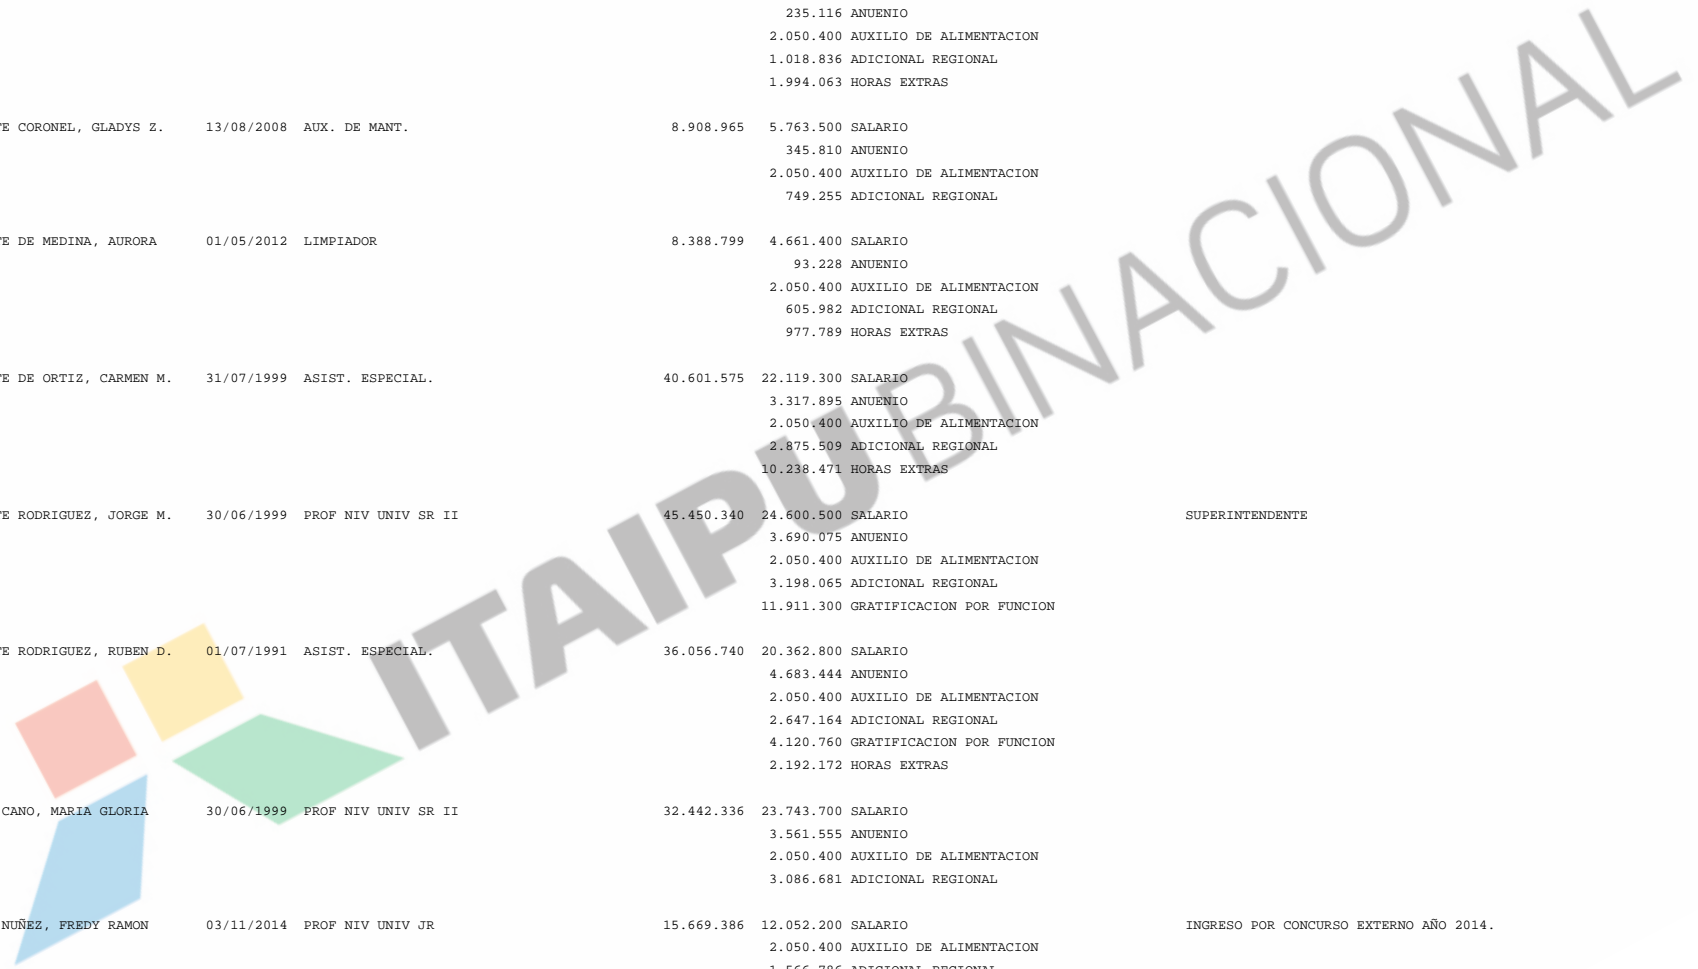 235.116 ANUENIO
2.050.400 AUXILIO DE ALIMENTACION
1.018.836 ADICIONAL REGIONAL
1.994.063 HORAS EXTRAS
TE CORONEL, GLADYS Z. 13/08/2008 AUX. DE MANT. 8.908.965 5.763.500 SALARIO
345.810 ANUENIO
2.050.400 AUXILIO DE ALIMENTACION
749.255 ADICIONAL REGIONAL
TE DE MEDINA, AURORA 01/05/2012 LIMPIADOR 8.388.799 4.661.400 SALARIO
93.228 ANUENIO
2.050.400 AUXILIO DE ALIMENTACION
605.982 ADICIONAL REGIONAL
977.789 HORAS EXTRAS
TE DE ORTIZ, CARMEN M. 31/07/1999 ASIST. ESPECIAL. 40.601.575 22.119.300 SALARIO
3.317.895 ANUENIO
2.050.400 AUXILIO DE ALIMENTACION
2.875.509 ADICIONAL REGIONAL
10.238.471 HORAS EXTRAS
TE RODRIGUEZ, JORGE M. 30/06/1999 PROF NIV UNIV SR II 45.450.340 24.600.500 SALARIO SUPERINTENDENTE
3.690.075 ANUENIO
2.050.400 AUXILIO DE ALIMENTACION
3.198.065 ADICIONAL REGIONAL
11.911.300 GRATIFICACION POR FUNCION
TE RODRIGUEZ, RUBEN D. 01/07/1991 ASIST. ESPECIAL. 36.056.740 20.362.800 SALARIO
4.683.444 ANUENIO
2.050.400 AUXILIO DE ALIMENTACION
2.647.164 ADICIONAL REGIONAL
4.120.760 GRATIFICACION POR FUNCION
2.192.172 HORAS EXTRAS
CANO, MARIA GLORIA 30/06/1999 PROF NIV UNIV SR II 32.442.336 23.743.700 SALARIO
3.561.555 ANUENIO
2.050.400 AUXILIO DE ALIMENTACION
3.086.681 ADICIONAL REGIONAL
NUÑEZ, FREDY RAMON 03/11/2014 PROF NIV UNIV JR 15.669.386 12.052.200 SALARIO INGRESO POR CONCURSO EXTERNO AÑO 2014.
2.050.400 AUXILIO DE ALIMENTACION
1.566.786 ADICIONAL REGIONAL
ITAIPU BINACIONAL